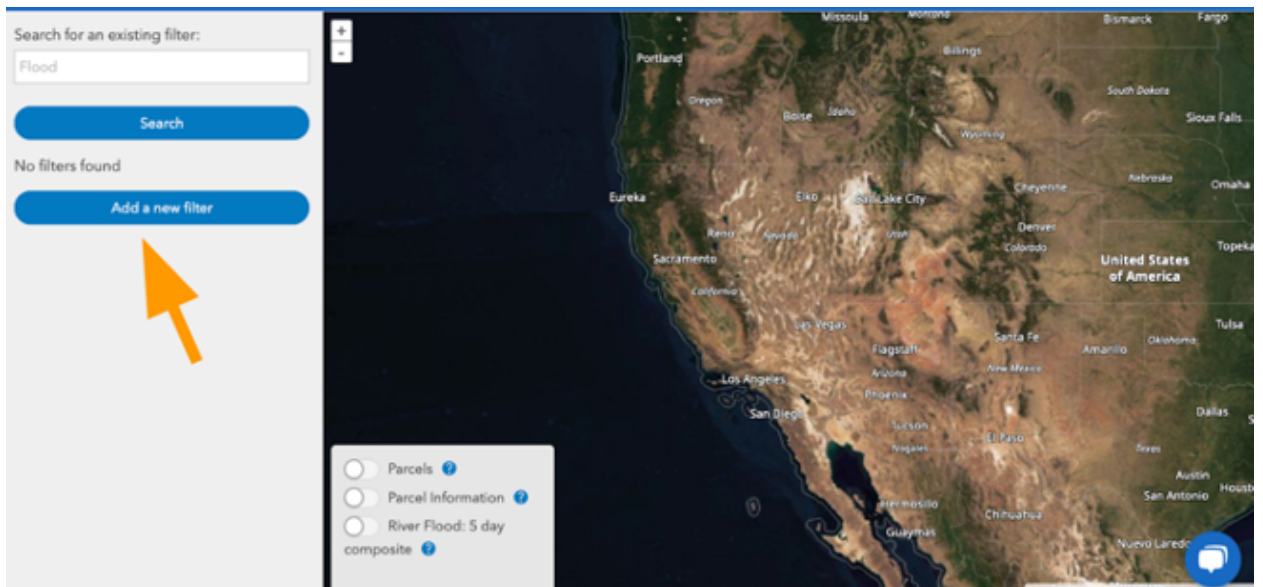 Search for an existing filter:
Flood
Search
No filters found
Add a new filter
+
-
Missoula
Montana
Bismarck
Fargo
Portland
Billings
Oregon
Boise
Idaho
South Dakota
Sioux Falls
Wyoming
Eureka
Elko
Salt Lake City
Cheyenne
Nebraska
Omaha
Reno
Nevada
Utah
Denver
Colorado
Topeka
Sacramento
United States
of America
California
Las Vegas
Flagstaff
Santa Fe
Amarillo
Oklahoma
Tulsa
Los Angeles
Arizona
New Mexico
Phoenix
San Diego
Dallas
Tucson
El Paso
Nogales
Texas
Parcels ?
Parcel Information ?
River Flood: 5 day
composite ?
Austin
San Antonio
Houst
Hermosillo
Chihuahua
Guaymas
Nuevo Laredo